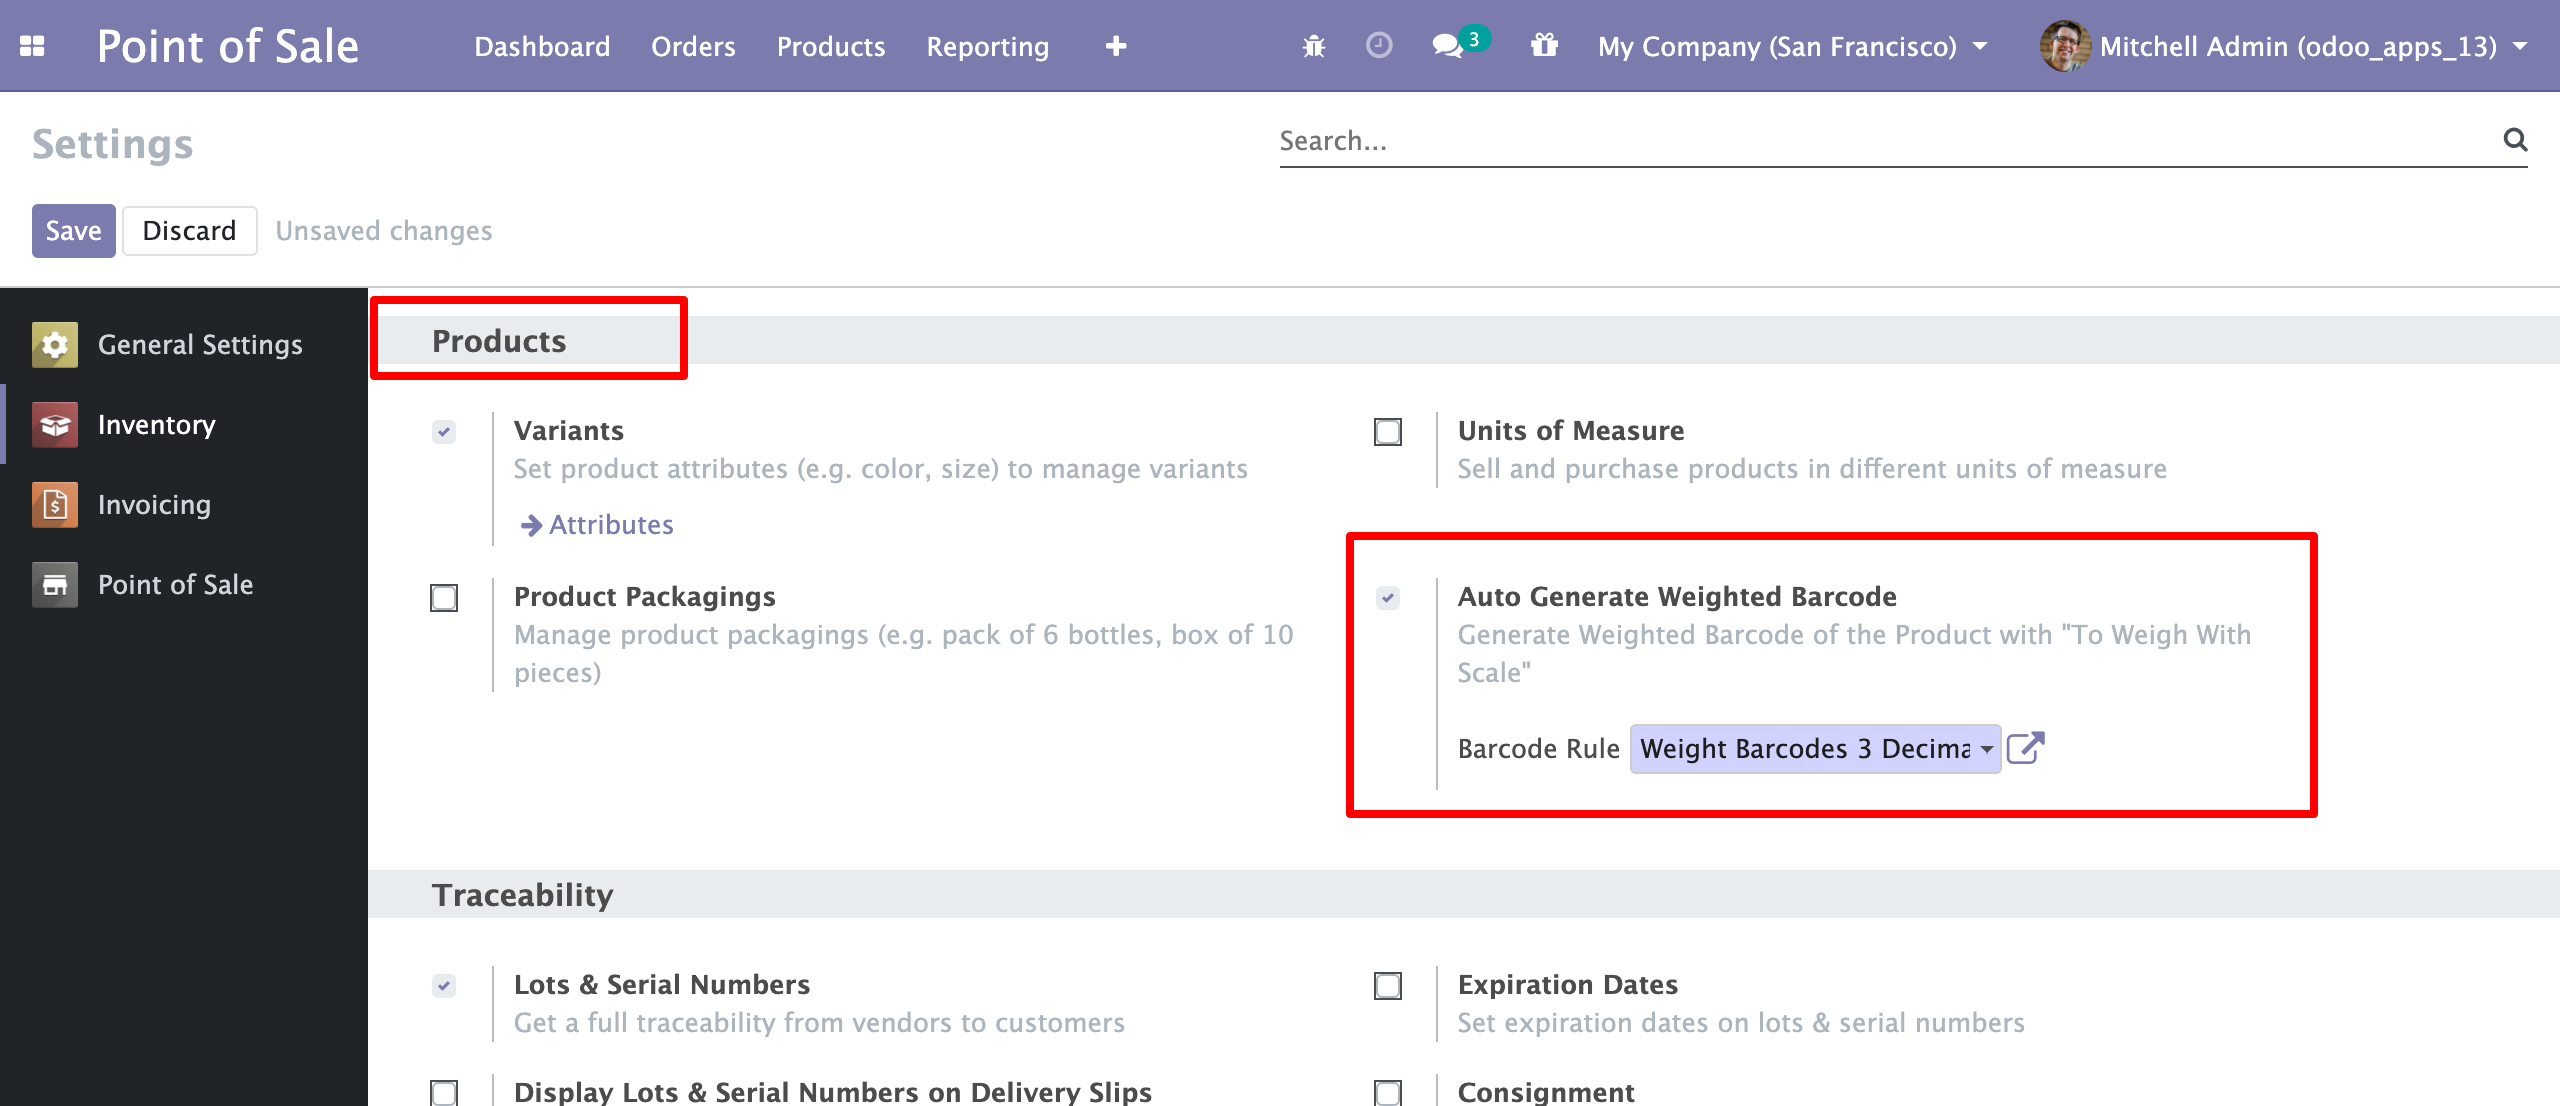 Point of Sale Dashboard Orders Products Reporting 3 My Company (San Francisco) Mitchell Admin (odoo_apps_13)
Settings
Search...
Save Discard Unsaved changes
General Settings
Inventory
Invoicing
Point of Sale
Products
Variants
Set product attributes (e.g. color, size) to manage variants
Attributes
Units of Measure
Sell and purchase products in different units of measure
Product Packagings
Manage product packagings (e.g. pack of 6 bottles, box of 10
pieces)
Auto Generate Weighted Barcode
Generate Weighted Barcode of the Product with "To Weigh With
Scale"
Barcode Rule Weight Barcodes 3 Decima
Traceability
Lots & Serial Numbers
Get a full traceability from vendors to customers
Expiration Dates
Set expiration dates on lots & serial numbers
Display Lots & Serial Numbers on Delivery Slips
Consignment